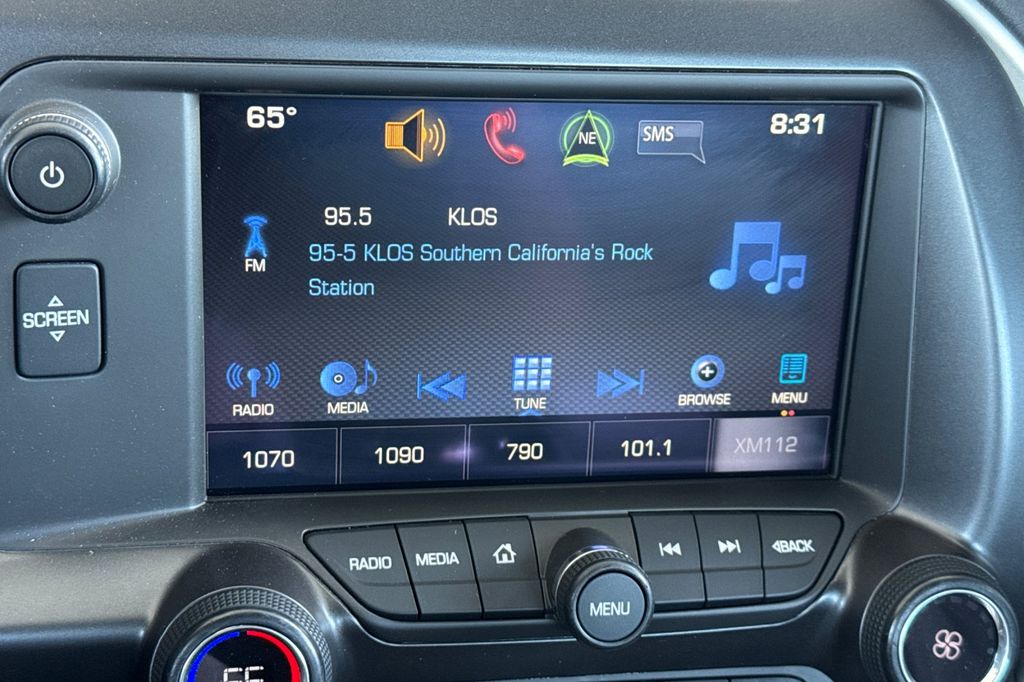 65°
NE
SMS
8:31
95.5 KLOS
FM
95-5 KLOS Southern California's Rock
Station
SCREEN
RADIO
MEDIA
TUNE
BROWSE
MENU
1070
1090
790
101.1
XM112
RADIO
MEDIA
BACK
MENU